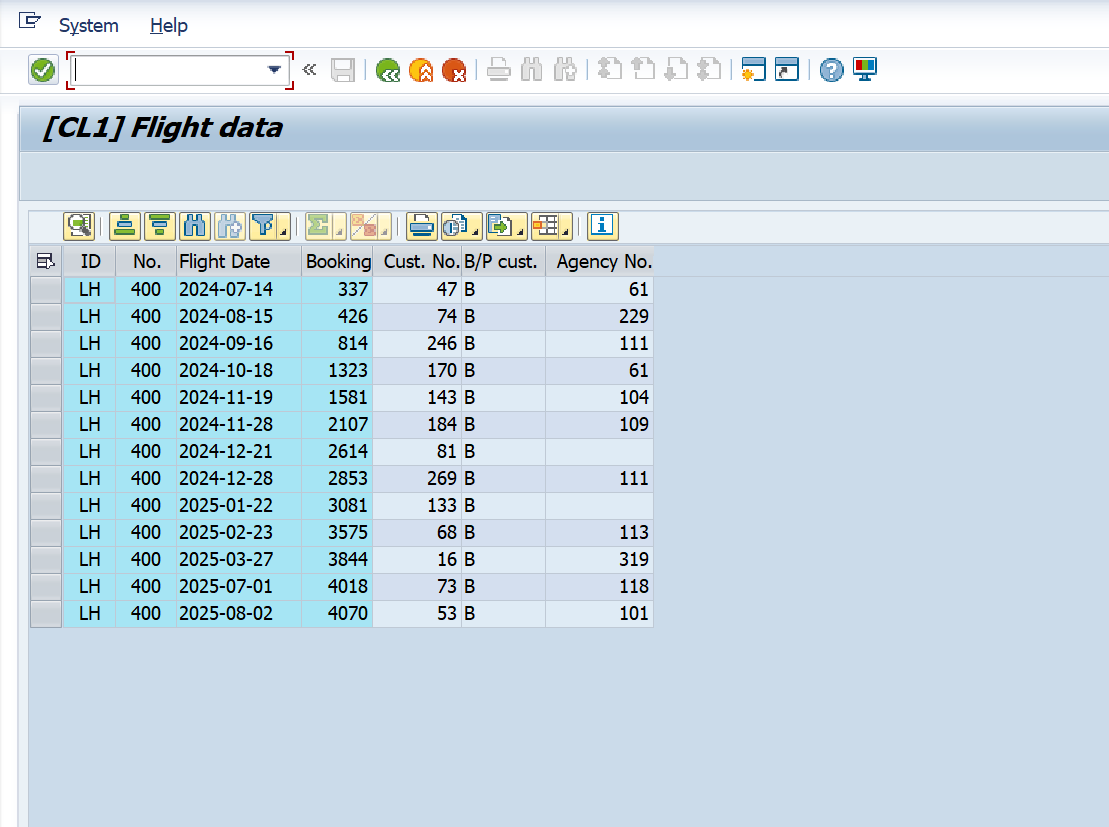 System Help
[CL1] Flight data
ID No. Flight Date Booking Cust. No. B/P cust. Agency No.
LH 400 2024-07-14 337 47 B 61
LH 400 2024-08-15 426 74 B 229
LH 400 2024-09-16 814 246 B 111
LH 400 2024-10-18 1323 170 B 61
LH 400 2024-11-19 1581 143 B 104
LH 400 2024-11-28 2107 184 B 109
LH 400 2024-12-21 2614 81 B
LH 400 2024-12-28 2853 269 B 111
LH 400 2025-01-22 3081 133 B
LH 400 2025-02-23 3575 68 B 113
LH 400 2025-03-27 3844 16 B 319
LH 400 2025-07-01 4018 73 B 118
LH 400 2025-08-02 4070 53 B 101